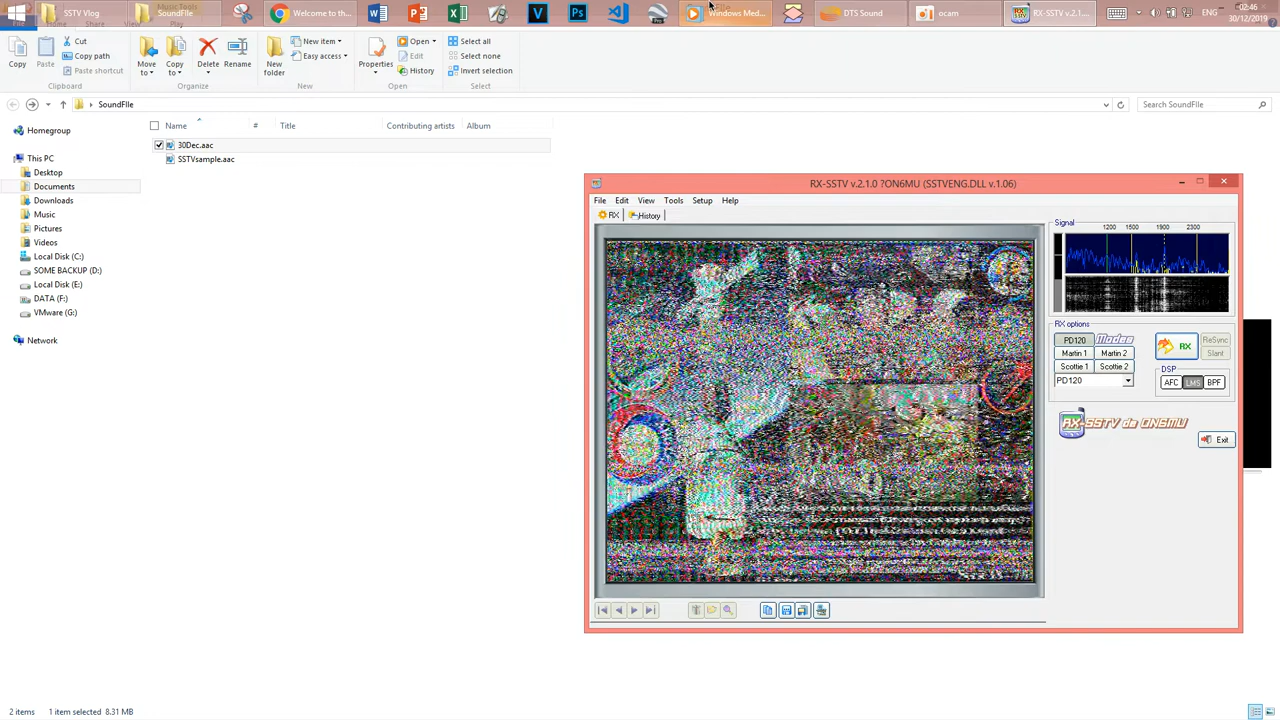 SSTV Vlog
SoundFIle
Welcome to th...
Windows Med...
DTS Sound
ocam
RX-SSTV v.2.1....
ENG
02:46
30/12/2019
File
Home
Share
View
Play
Copy
Paste
Cut
Copy path
Paste shortcut
Clipboard
Move to
Copy to
Delete
Rename
Organize
New folder
New item
Easy access
New
Properties
Open
Edit
History
Open
Select all
Select none
Invert selection
Select
SoundFIle
Search SoundFIle
Name
#
Title
Contributing artists
Album
30Dec.aac
SSTVsample.aac
Homegroup
This PC
Desktop
Documents
Downloads
Music
Pictures
Videos
Local Disk (C:)
SOME BACKUP (D:)
Local Disk (E:)
DATA (F:)
VMware (G:)
Network
RX-SSTV v.2.1.0 ?ON6MU (SSTVENG.DLL v.1.06)
File Edit View Tools Setup Help
RX
History
Signal
1200 1500 1900 2300
RX options
PD120
Modes
Martin 1
Martin 2
Scottie 1
Scottie 2
PD120
RX
ReSync
Slant
DSP
AFC
LMS
BPF
RX-SSTV de ON6MU
Exit
2 items
1 item selected 8.31 MB